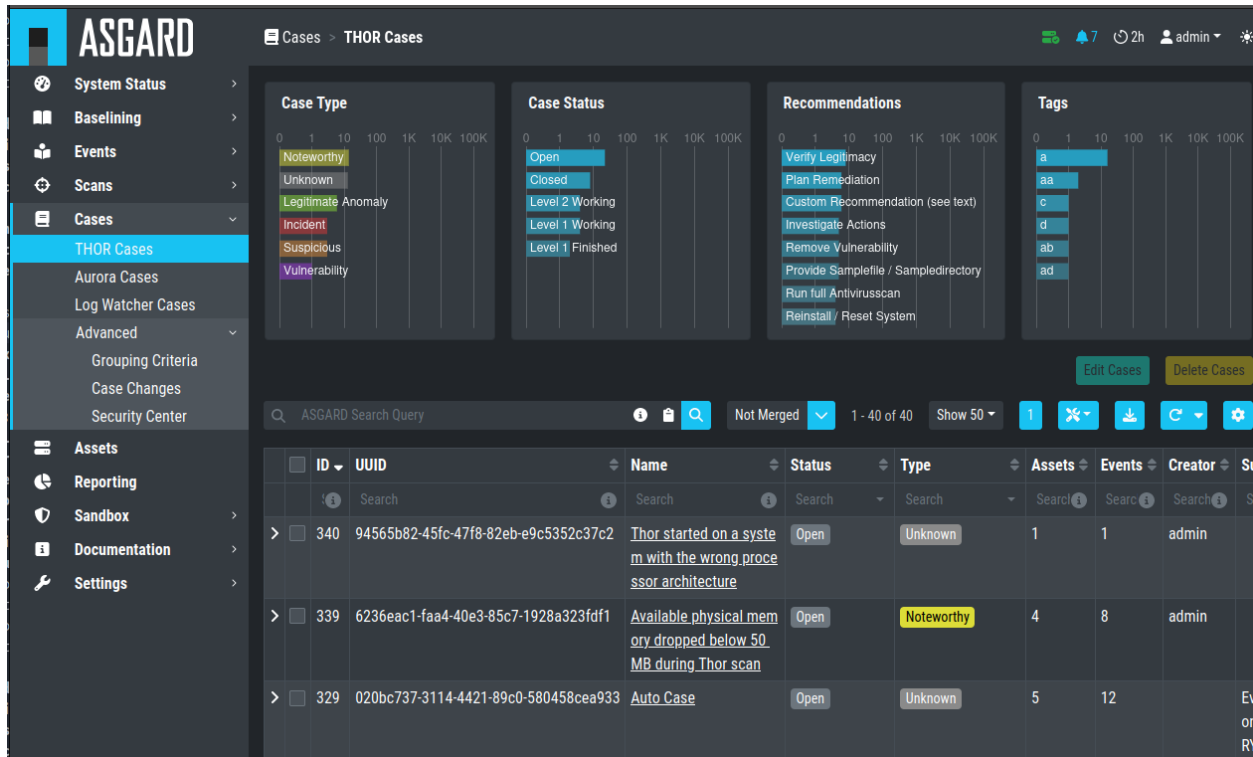 ASGARD
Cases > THOR Cases
7 2h admin
System Status
Baselining
Events
Scans
Cases
THOR Cases
Aurora Cases
Log Watcher Cases
Advanced
Grouping Criteria
Case Changes
Security Center
Assets
Reporting
Sandbox
Documentation
Settings
Case Type
0 1 10 100 1K 10K 100K
Noteworthy
Unknown
Legitimate Anomaly
Incident
Suspicious
Vulnerability
Case Status
0 1 10 100 1K 10K 100K
Open
Closed
Level 2 Working
Level 1 Working
Level 1 Finished
Recommendations
0 1 10 100 1K 10K 100K
Verify Legitimacy
Plan Remediation
Custom Recommendation (see text)
Investigate Actions
Remove Vulnerability
Provide Samplefile / Sampledirectory
Run full Antivirusscan
Reinstall / Reset System
Tags
0 1 10 100 1K 10K 100K
a
aa
c
d
ab
ad
Edit Cases Delete Cases
ASGARD Search Query Not Merged 1 - 40 of 40 Show 50 1
ID UUID Name Status Type Assets Events Creator Su
Search Search Search Search Search Searc Search S
340 94565b82-45fc-47f8-82eb-e9c5352c37c2 Thor started on a syste Open Unknown 1 1 admin
m with the wrong proce
ssor architecture
339 6236eac1-faa4-40e3-85c7-1928a323fdf1 Available physical mem Open Noteworthy 4 8 admin
ory dropped below 50
MB during Thor scan
329 020bc737-3114-4421-89c0-580458cea933 Auto Case Open Unknown 5 12 Ev
or
RY